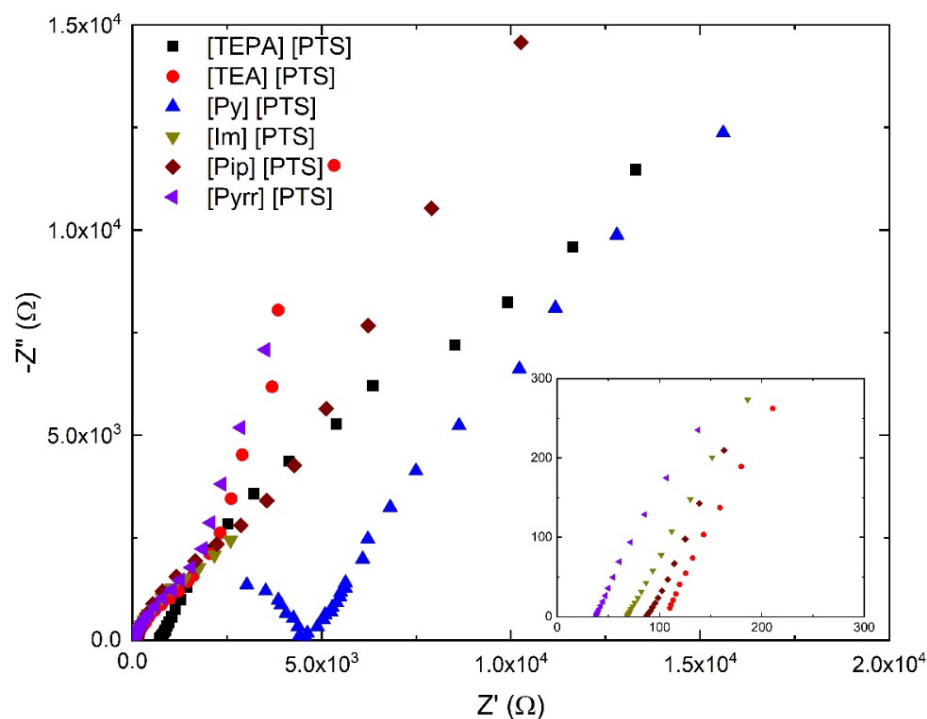 1.5x10⁴
[TEPA] [PTS]
[TEA] [PTS]
[Py] [PTS]
[Im] [PTS]
[Pip] [PTS]
[Pyrr] [PTS]
1.0x10⁴
5.0x10³
0.0
-Z'' (Ω)
300
200
100
0
0 100 200 300
0.0 5.0x10³ 1.0x10⁴ 1.5x10⁴ 2.0x10⁴
Z' (Ω)